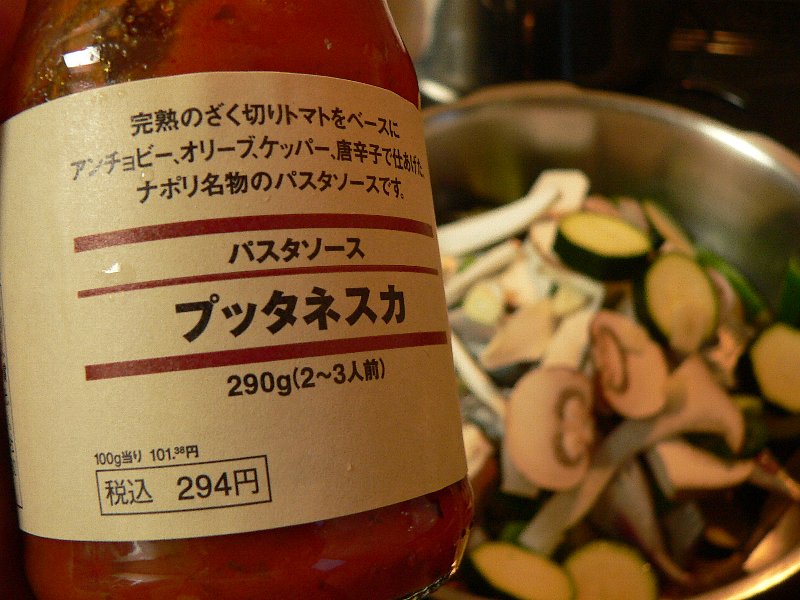 完熟のざく切りトマトをベースに
アンチョビー、オリーブ、ケッパー、唐辛子で仕あげた
ナポリ名物のパスタソースです。
パスタソース
プッタネスカ
290g(2~3人前)
100g当り 101.38円
税込 294円